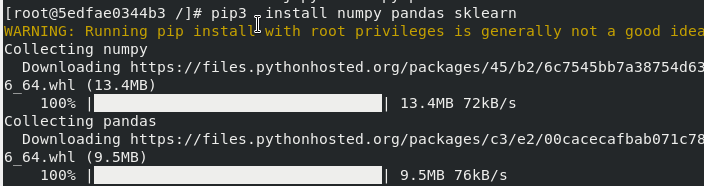 [root@5edfae0344b3 /]# pip3 install numpy pandas sklearn
WARNING: Running pip install with root privileges is generally not a good idea
Collecting numpy
  Downloading https://files.pythonhosted.org/packages/45/b2/6c7545bb7a38754d63
6_64.whl (13.4MB)
    100% |████████████████████████████████| 13.4MB 72kB/s
Collecting pandas
  Downloading https://files.pythonhosted.org/packages/c3/e2/00cacecafbab071c78
6_64.whl (9.5MB)
    100% |████████████████████████████████| 9.5MB 76kB/s